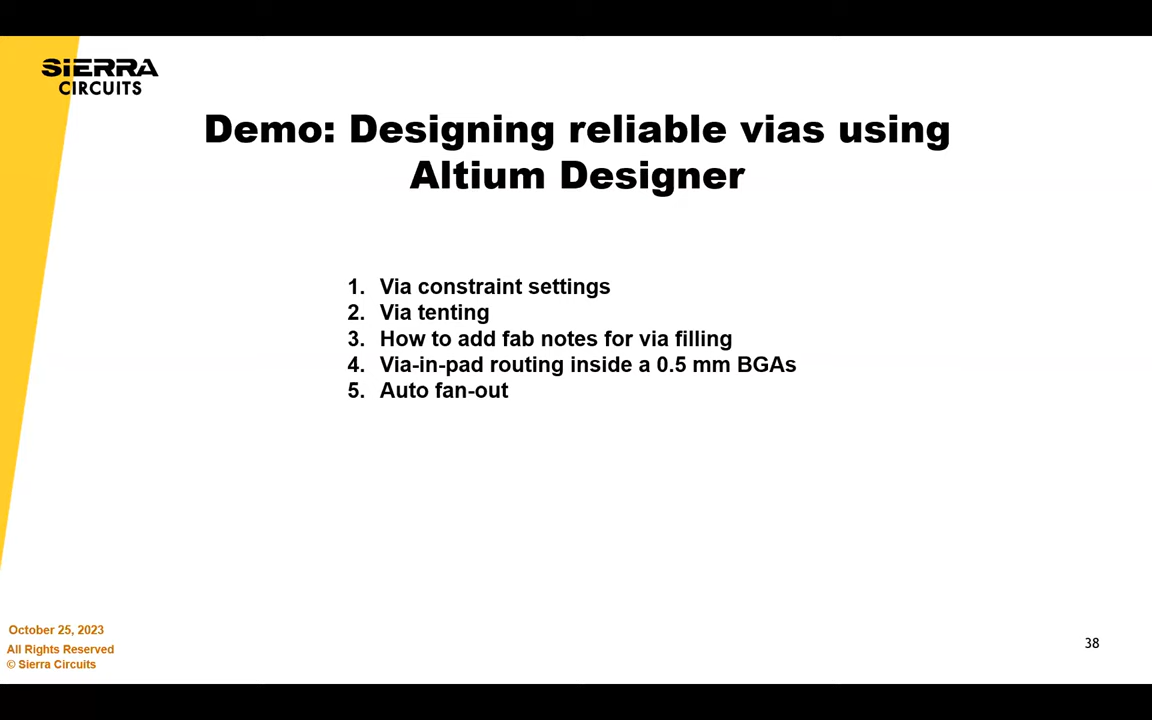 SiERRA
CIRCUITS
Demo: Designing reliable vias using
Altium Designer
1. Via constraint settings
2. Via tenting
3. How to add fab notes for via filling
4. Via-in-pad routing inside a 0.5 mm BGAs
5. Auto fan-out
October 25, 2023
All Rights Reserved
© Sierra Circuits
38